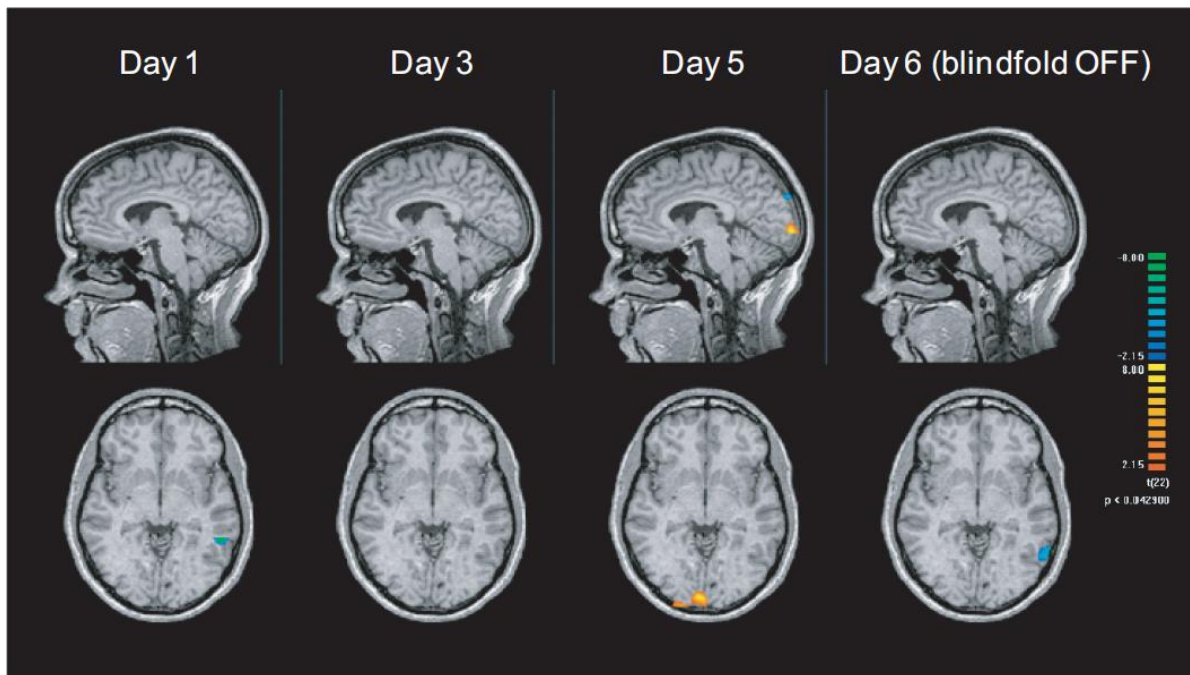 Day 1
Day 3
Day 5
Day 6 (blindfold OFF)
-8.00
-2.15
8.00
2.15
t(22)
p < 0.042900